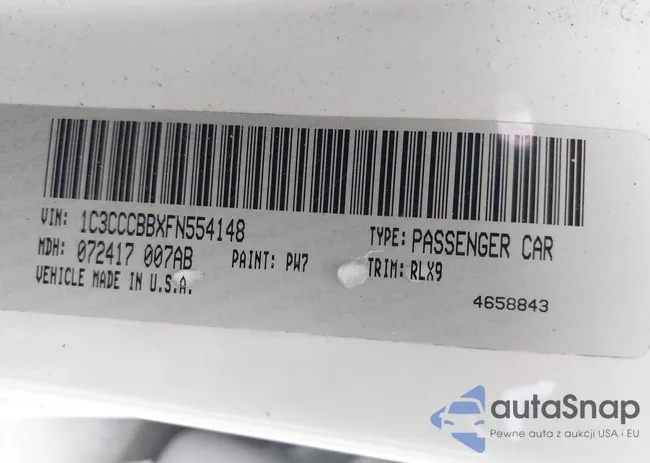 VIN: 1C3CCCBBXFN554148 TYPE: PASSENGER CAR
MDH: 072417 007AB PAINT: PW7 TRIM: RLX9
VEHICLE MADE IN U.S.A.
4658843
autaSnap
Pewne auta z aukcji USA i EU